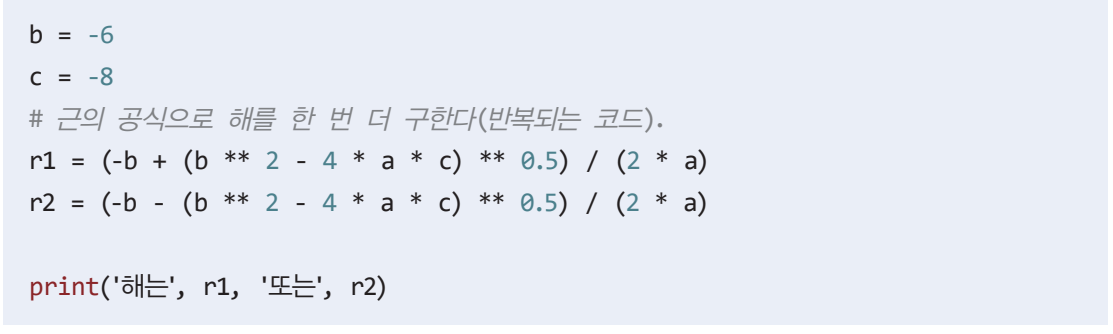 b = -6
c = -8
# 근의 공식으로 해를 한 번 더 구한다(반복되는 코드).
r1 = (-b + (b ** 2 - 4 * a * c) ** 0.5) / (2 * a)
r2 = (-b - (b ** 2 - 4 * a * c) ** 0.5) / (2 * a)
print('해는', r1, '또는', r2)